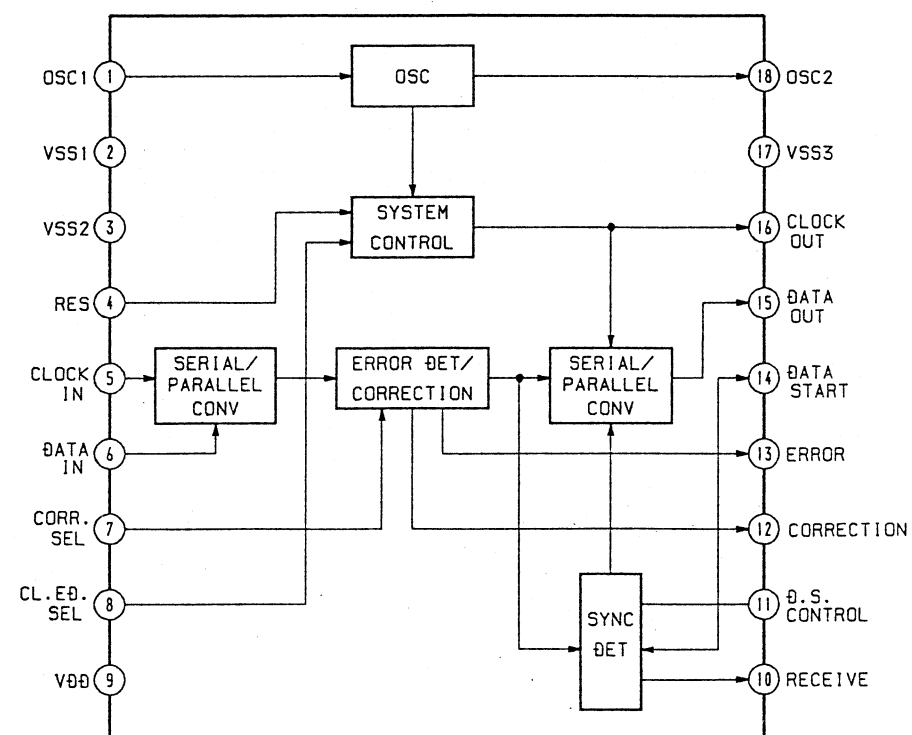 OSC1 1
OSC
18 OSC2
VSS1 2
17 VSS3
VSS2 3
SYSTEM
CONTROL
16 CLOCK
OUT
RES 4
15 DATA
OUT
CLOCK
IN 5
SERIAL/
PARALLEL
CONV
ERROR DET/
CORRECTION
SERIAL/
PARALLEL
CONV
14 DATA
START
DATA
IN 6
13 ERROR
CORR.
SEL 7
12 CORRECTION
CL.ED.
SEL 8
SYNC
DET
11 D.S.
CONTROL
VDD 9
10 RECEIVE